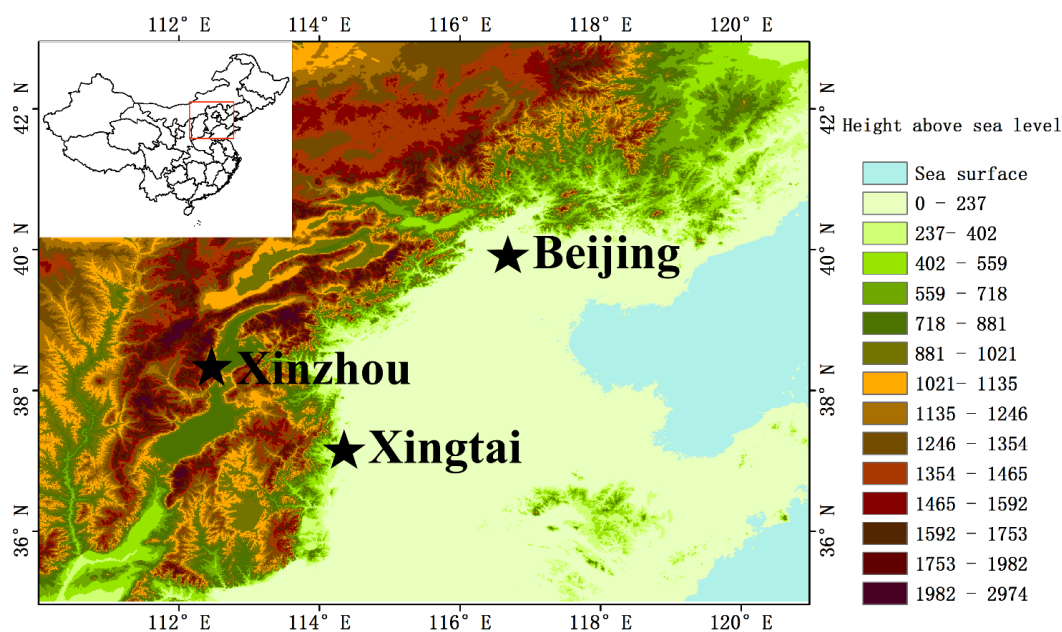 112° E 114° E 116° E 118° E 120° E
42° N
42° N
Height above sea level
Sea surface
0 - 237
237- 402
402 - 559
559 - 718
718 - 881
881 - 1021
1021- 1135
1135 - 1246
1246 - 1354
1354 - 1465
1465 - 1592
1592 - 1753
1753 - 1982
1982 - 2974
40° N
Beijing
40° N
38° N
Xinzhou
38° N
Xingtai
36° N
36° N
112° E 114° E 116° E 118° E 120° E